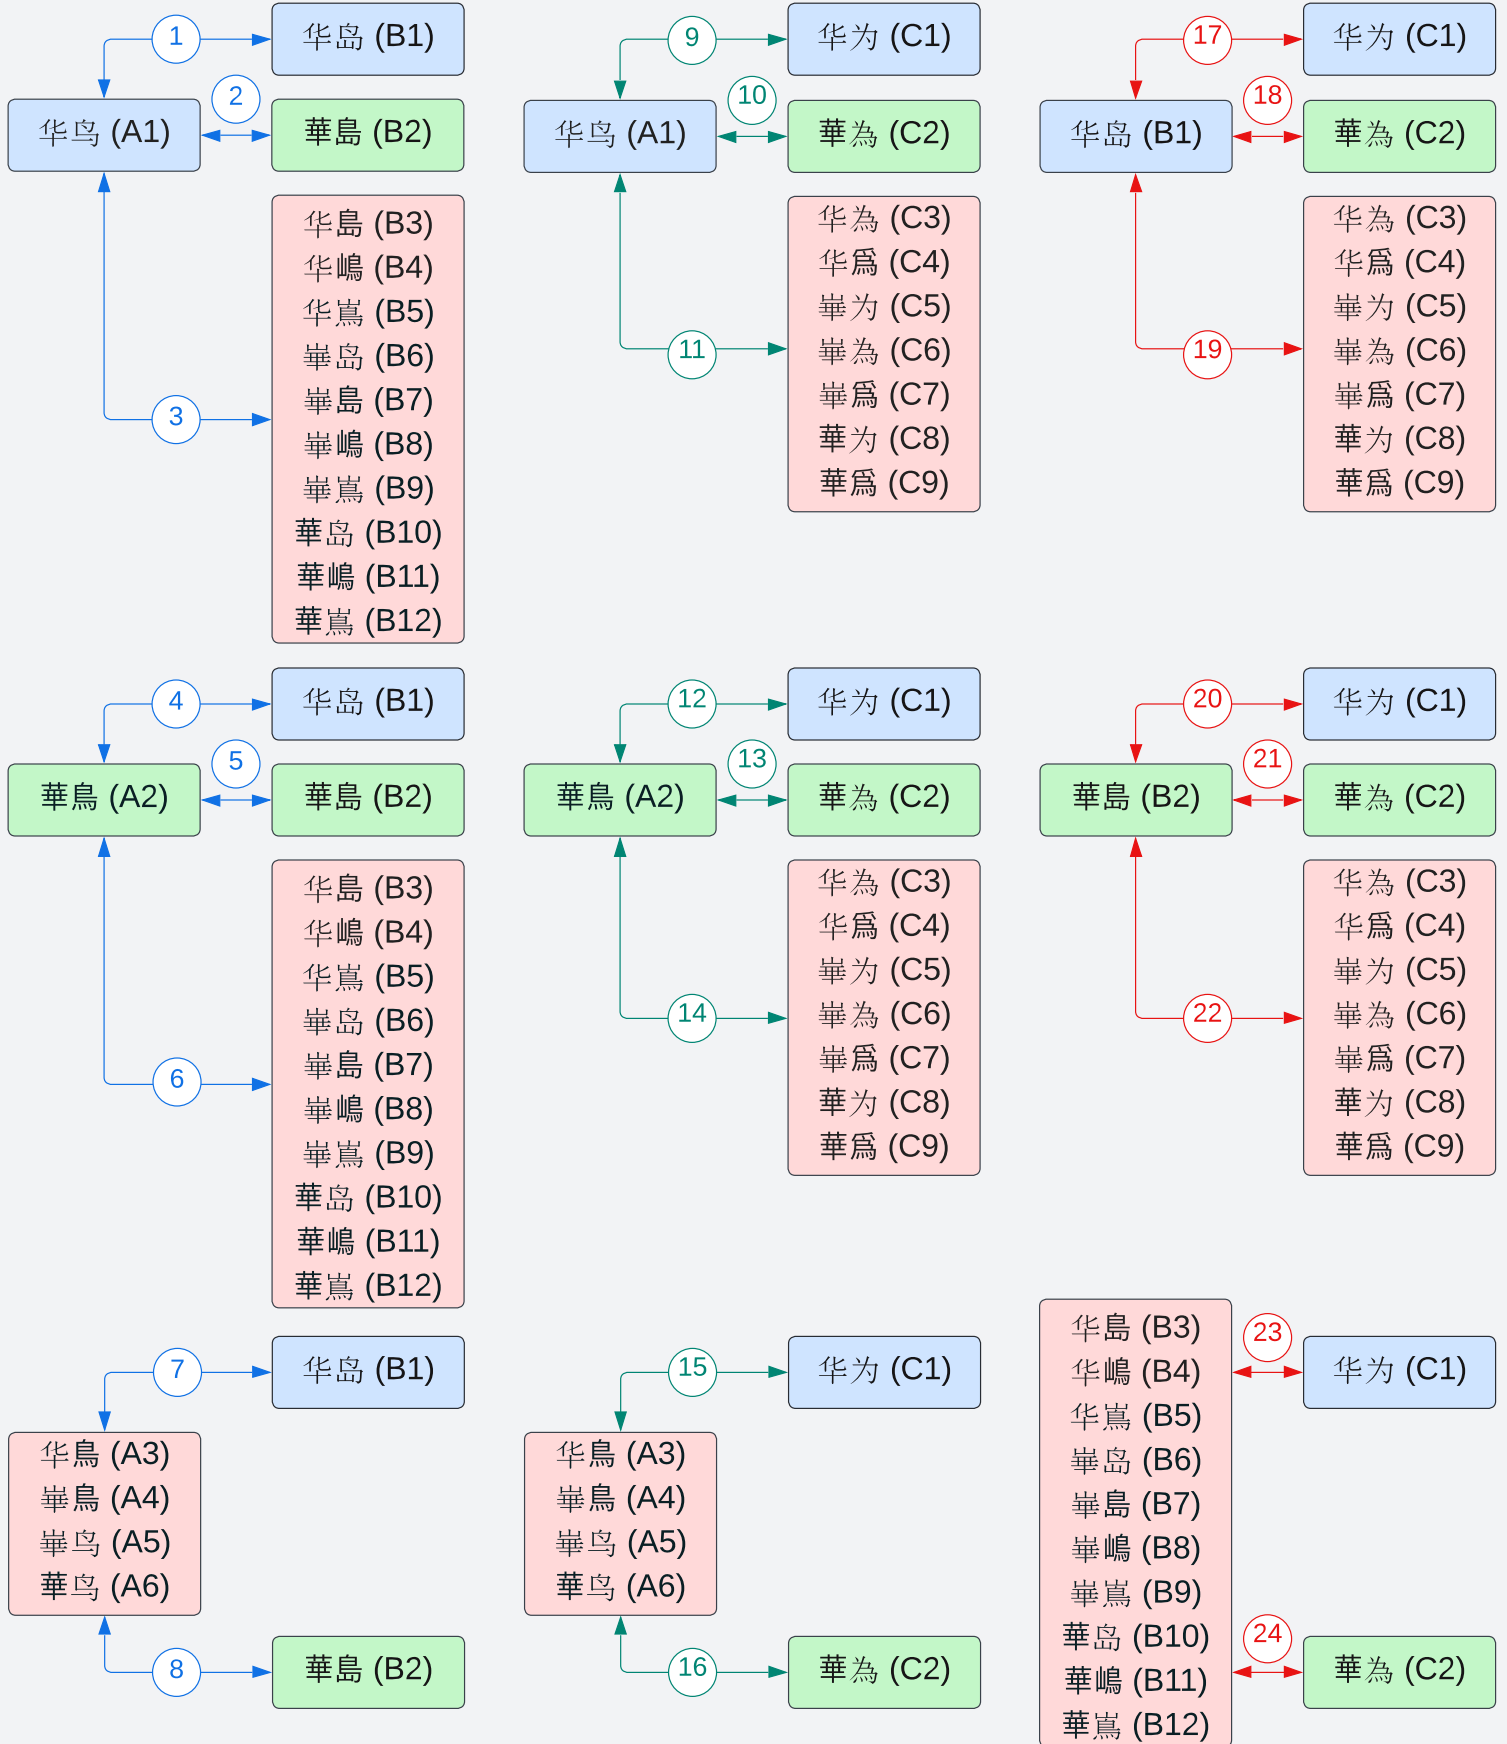 1
华岛 (B1)
2
华鸟 (A1)
華島 (B2)
3
华島 (B3)
华嶋 (B4)
华嶌 (B5)
崋岛 (B6)
崋島 (B7)
崋嶋 (B8)
崋嶌 (B9)
華岛 (B10)
華嶋 (B11)
華嶌 (B12)
9
华为 (C1)
10
华鸟 (A1)
華為 (C2)
11
华為 (C3)
华爲 (C4)
崋为 (C5)
崋為 (C6)
崋爲 (C7)
華为 (C8)
華爲 (C9)
17
华为 (C1)
18
华岛 (B1)
華為 (C2)
19
华為 (C3)
华爲 (C4)
崋为 (C5)
崋為 (C6)
崋爲 (C7)
華为 (C8)
華爲 (C9)
4
华岛 (B1)
5
華鳥 (A2)
華島 (B2)
6
华島 (B3)
华嶋 (B4)
华嶌 (B5)
崋岛 (B6)
崋島 (B7)
崋嶋 (B8)
崋嶌 (B9)
華岛 (B10)
華嶋 (B11)
華嶌 (B12)
12
华为 (C1)
13
華鳥 (A2)
華為 (C2)
14
华為 (C3)
华爲 (C4)
崋为 (C5)
崋為 (C6)
崋爲 (C7)
華为 (C8)
華爲 (C9)
20
华为 (C1)
21
華島 (B2)
華為 (C2)
22
华為 (C3)
华爲 (C4)
崋为 (C5)
崋為 (C6)
崋爲 (C7)
華为 (C8)
華爲 (C9)
7
华岛 (B1)
华鳥 (A3)
崋鳥 (A4)
崋鸟 (A5)
華鸟 (A6)
8
華島 (B2)
15
华为 (C1)
华鳥 (A3)
崋鳥 (A4)
崋鸟 (A5)
華鸟 (A6)
16
華為 (C2)
华島 (B3)
华嶋 (B4)
华嶌 (B5)
崋岛 (B6)
崋島 (B7)
崋嶋 (B8)
崋嶌 (B9)
華岛 (B10)
華嶋 (B11)
華嶌 (B12)
23
华为 (C1)
24
華為 (C2)